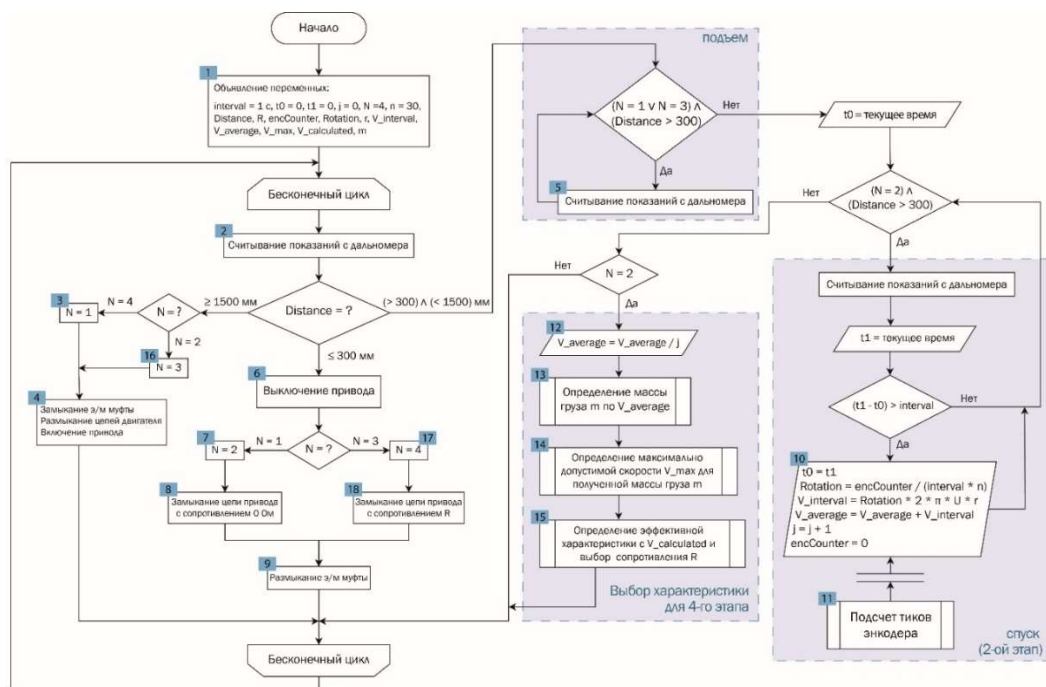 Начало
1
Объявление переменных:
interval = 1 с, t0 = 0, t1 = 0, j = 0, N =4, n = 30,
Distance, R, encCounter, Rotation, r, V_interval,
V_average, V_max, V_calculated, m
Бесконечный цикл
2
Считывание показаний с дальномера
Distance = ?
≥ 1500 мм
(> 300) ∧ (< 1500) мм
≤ 300 мм
N = ?
N = 4
N = 2
3
N = 1
16
N = 3
4
Замыкание э/м муфты
Размыкание цепей двигателя
Включение привода
6
Выключение привода
N = ?
N = 1
N = 3
7
N = 2
17
N = 4
8
Замыкание цепи привода
с сопротивлением 0 Ом
18
Замыкание цепи привода
с сопротивлением R
9
Размыкание э/м муфты
Бесконечный цикл
подъем
(N = 1 ∨ N = 3) ∧
(Distance > 300)
Нет
Да
5
Считывание показаний с дальномера
t0 = текущее время
(N = 2) ∧
(Distance > 300)
Нет
Да
N = 2
Нет
Да
12
V_average = V_average / j
13
Определение массы
груза m по V_average
14
Определение максимально
допустимой скорости V_max для
полученной массы груза m
15
Определение эффективной
характеристики с V_calculated и
выбор сопротивления R
Выбор характеристики
для 4-го этапа
Считывание показаний с дальномера
t1 = текущее время
(t1 - t0) > interval
Нет
Да
10
t0 = t1
Rotation = encCounter / (interval * n)
V_interval = Rotation * 2 * π * U * r
V_average = V_average + V_interval
j = j + 1
encCounter = 0
11
Подсчет тиков
энкодера
спуск
(2-ой этап)